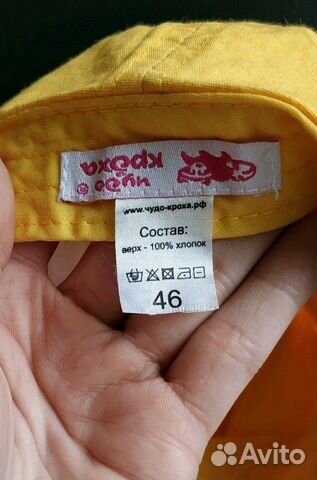 чудо
кроха ®
www.чудо-кроха.рф
Состав:
верх - 100% хлопок
46
Avito